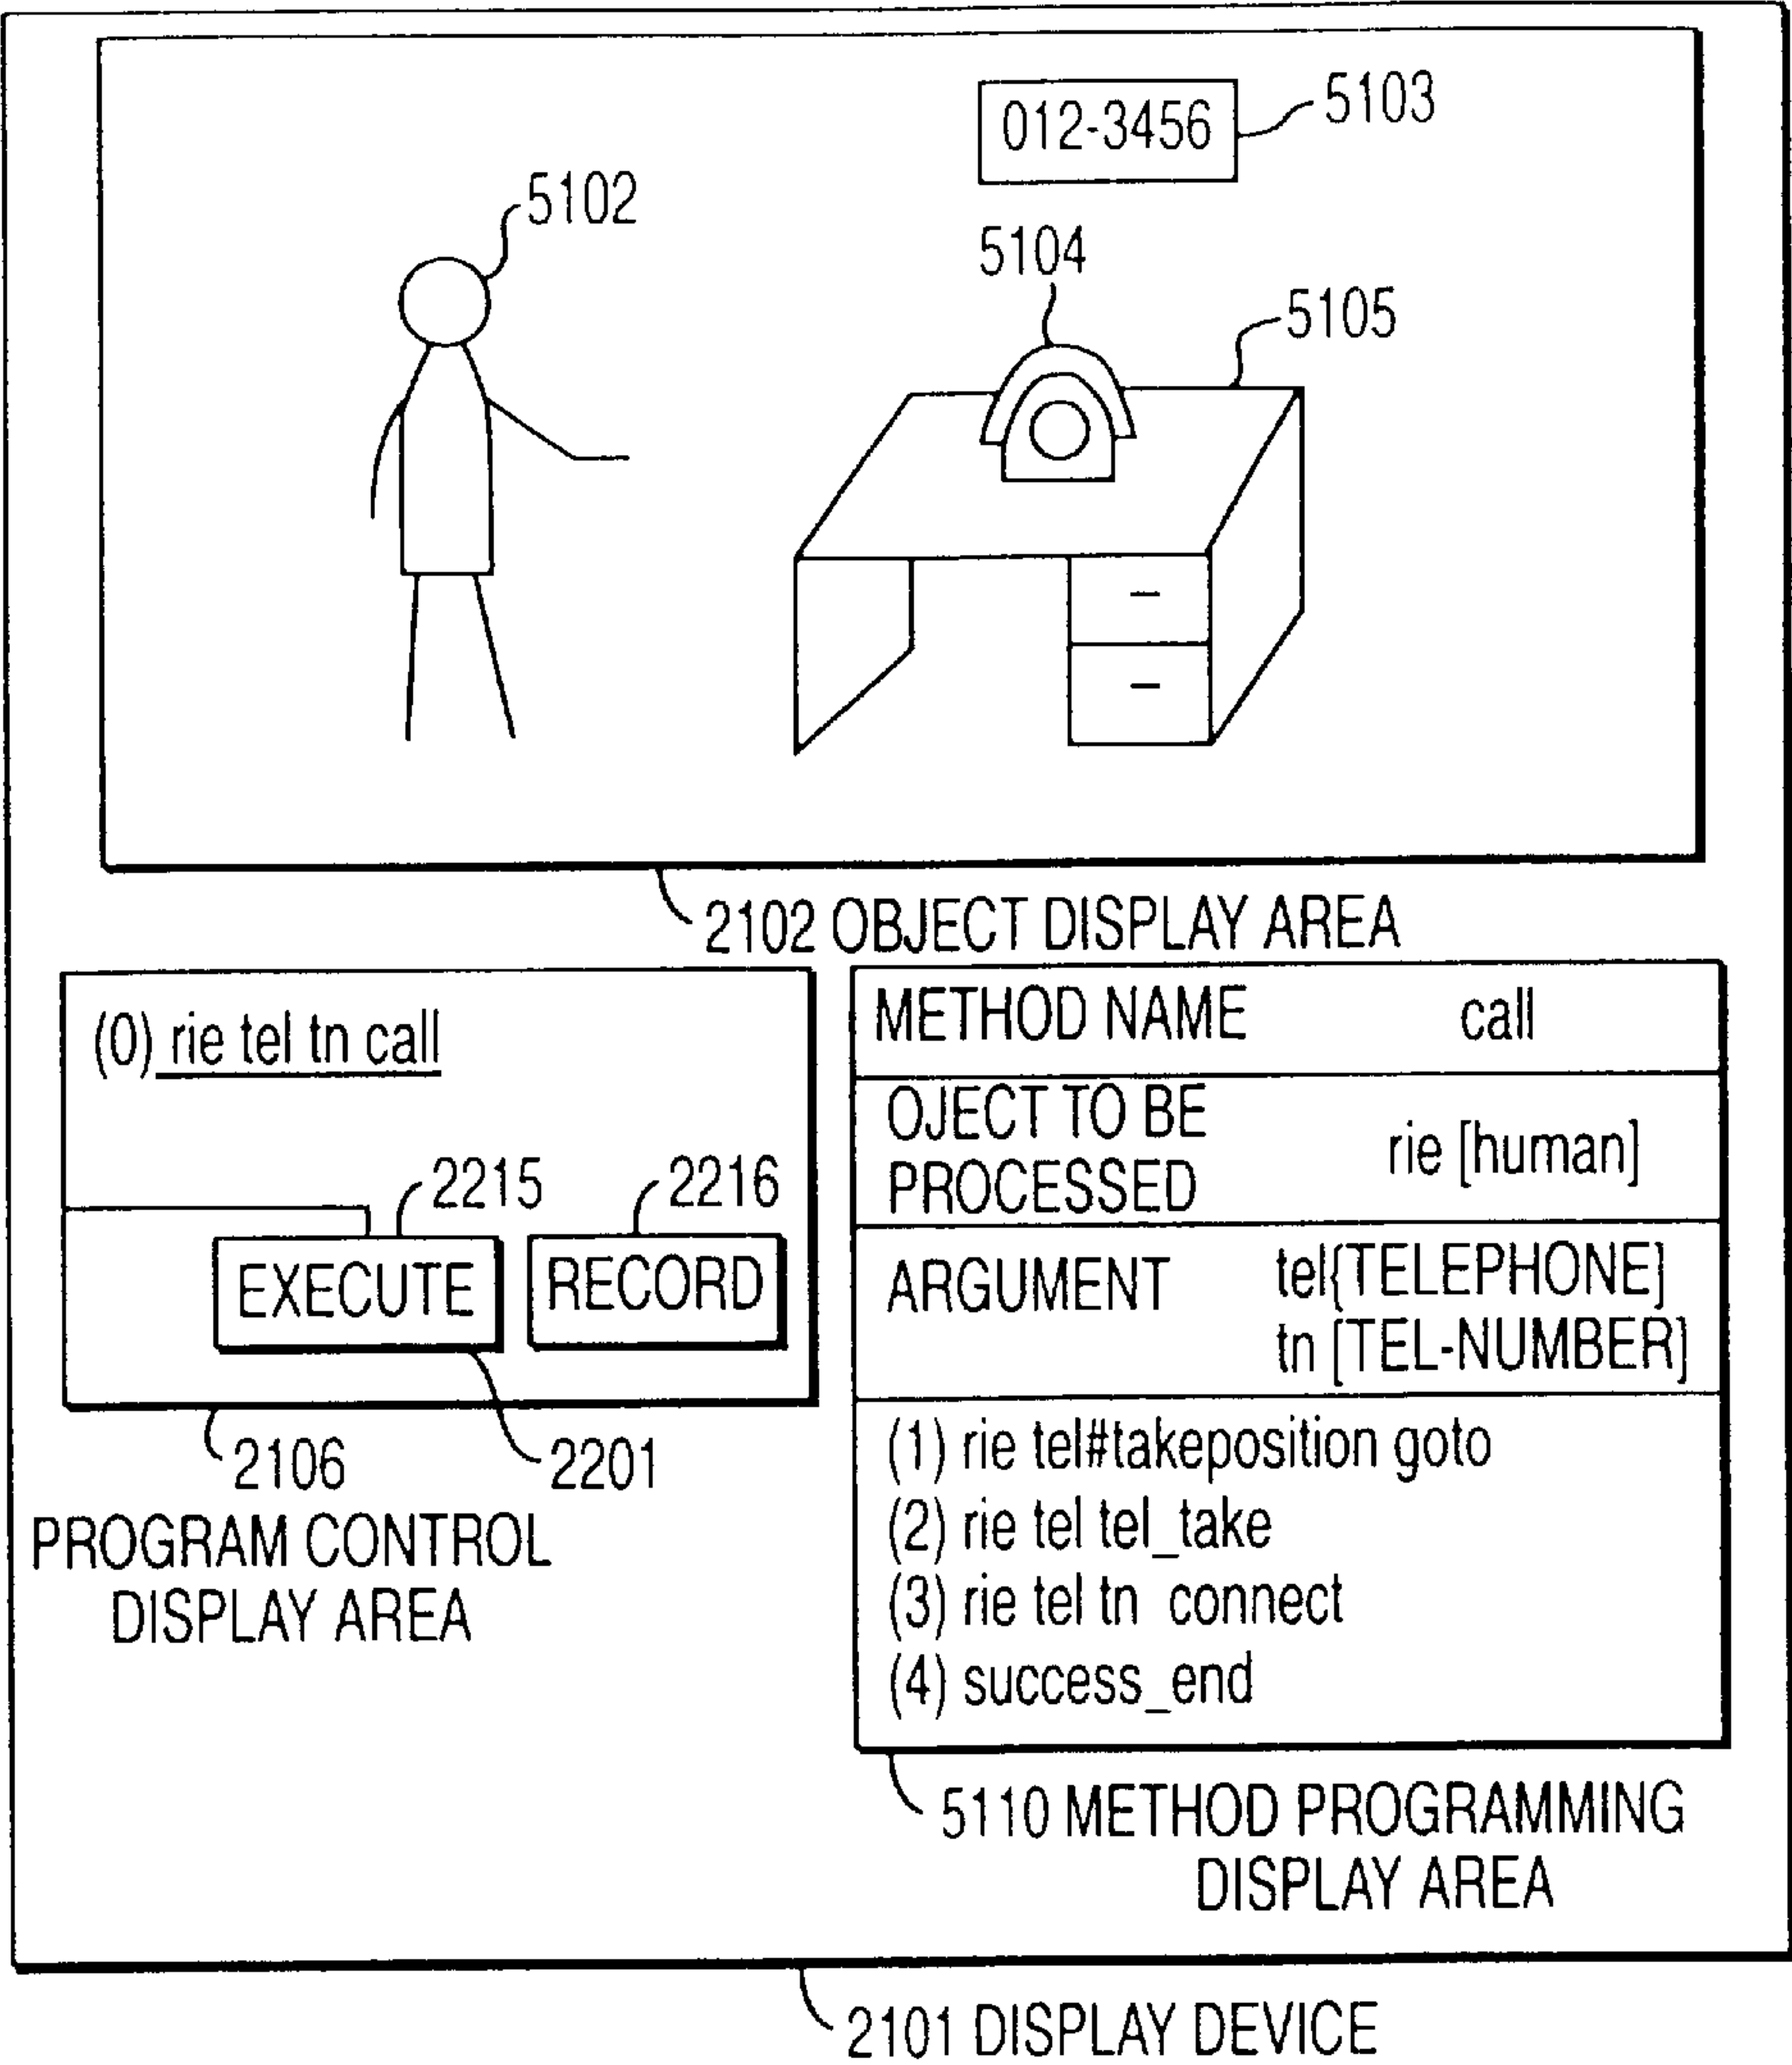 012-3456
5103
5102
5104
5105
2102 OBJECT DISPLAY AREA
(0) rie tel tn call
2215
2216
EXECUTE
RECORD
2106
2201
PROGRAM CONTROL
DISPLAY AREA
METHOD NAME call
OJECT TO BE
PROCESSED
rie [human]
ARGUMENT
tel{TELEPHONE]
tn [TEL-NUMBER]
(1) rie tel#takeposition goto
(2) rie tel tel_take
(3) rie tel tn connect
(4) success_end
5110 METHOD PROGRAMMING
DISPLAY AREA
2101 DISPLAY DEVICE